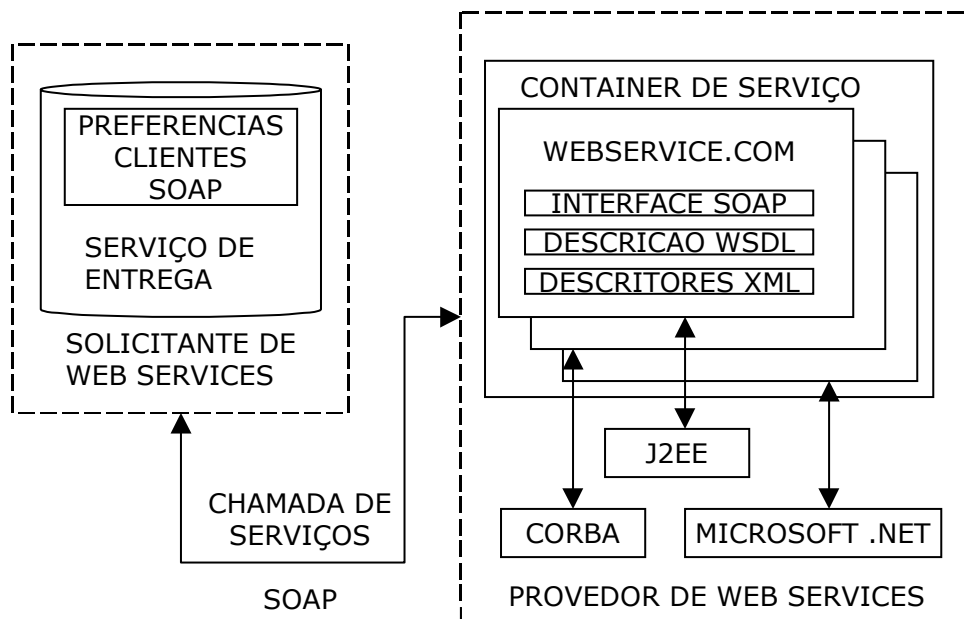 PREFERENCIAS
CLIENTES
SOAP
SERVIÇO DE
ENTREGA
SOLICITANTE DE
WEB SERVICES
CHAMADA DE
SERVIÇOS
SOAP
CONTAINER DE SERVIÇO
WEBSERVICE.COM
INTERFACE SOAP
DESCRICAO WSDL
DESCRITORES XML
J2EE
CORBA
MICROSOFT .NET
PROVEDOR DE WEB SERVICES